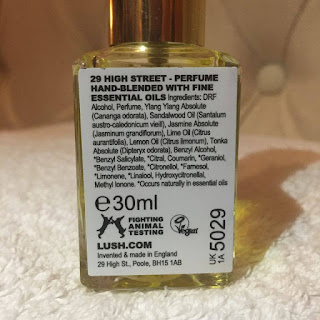 29 HIGH STREET - PERFUME
HAND-BLENDED WITH FINE
ESSENTIAL OILS Ingredients: DRF
Alcohol, Perfume, Ylang Ylang Absolute
(Cananga odorata), Sandalwood Oil (Santalum
austro-caledonicum vieill), Jasmine Absolute
(Jasminum grandiflorum), Lime Oil (Citrus
aurantifolia), Lemon Oil (Citrus limonum), Tonka
Absolute (Dipteryx odorata), Benzyl Alcohol,
*Benzyl Salicylate, *Citral, Coumarin, *Geraniol,
*Benzyl Benzoate, *Citronellol, *Farnesol,
*Limonene, *Linalool, Hydroxycitronellal,
Methyl Ionone. *Occurs naturally in essential oils
e 30ml
FIGHTING
ANIMAL
TESTING
Vegan
LUSH.COM
Invented & made in England
29 High St., Poole, BH15 1AB
UK 5029
1A